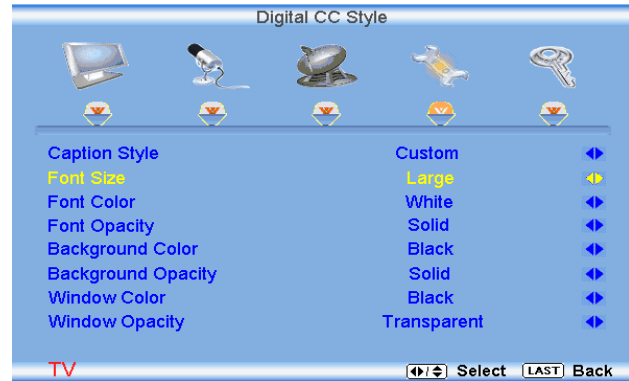 Digital CC Style
Caption Style Custom
Font Size Large
Font Color White
Font Opacity Solid
Background Color Black
Background Opacity Solid
Window Color Black
Window Opacity Transparent
TV Select LAST Back